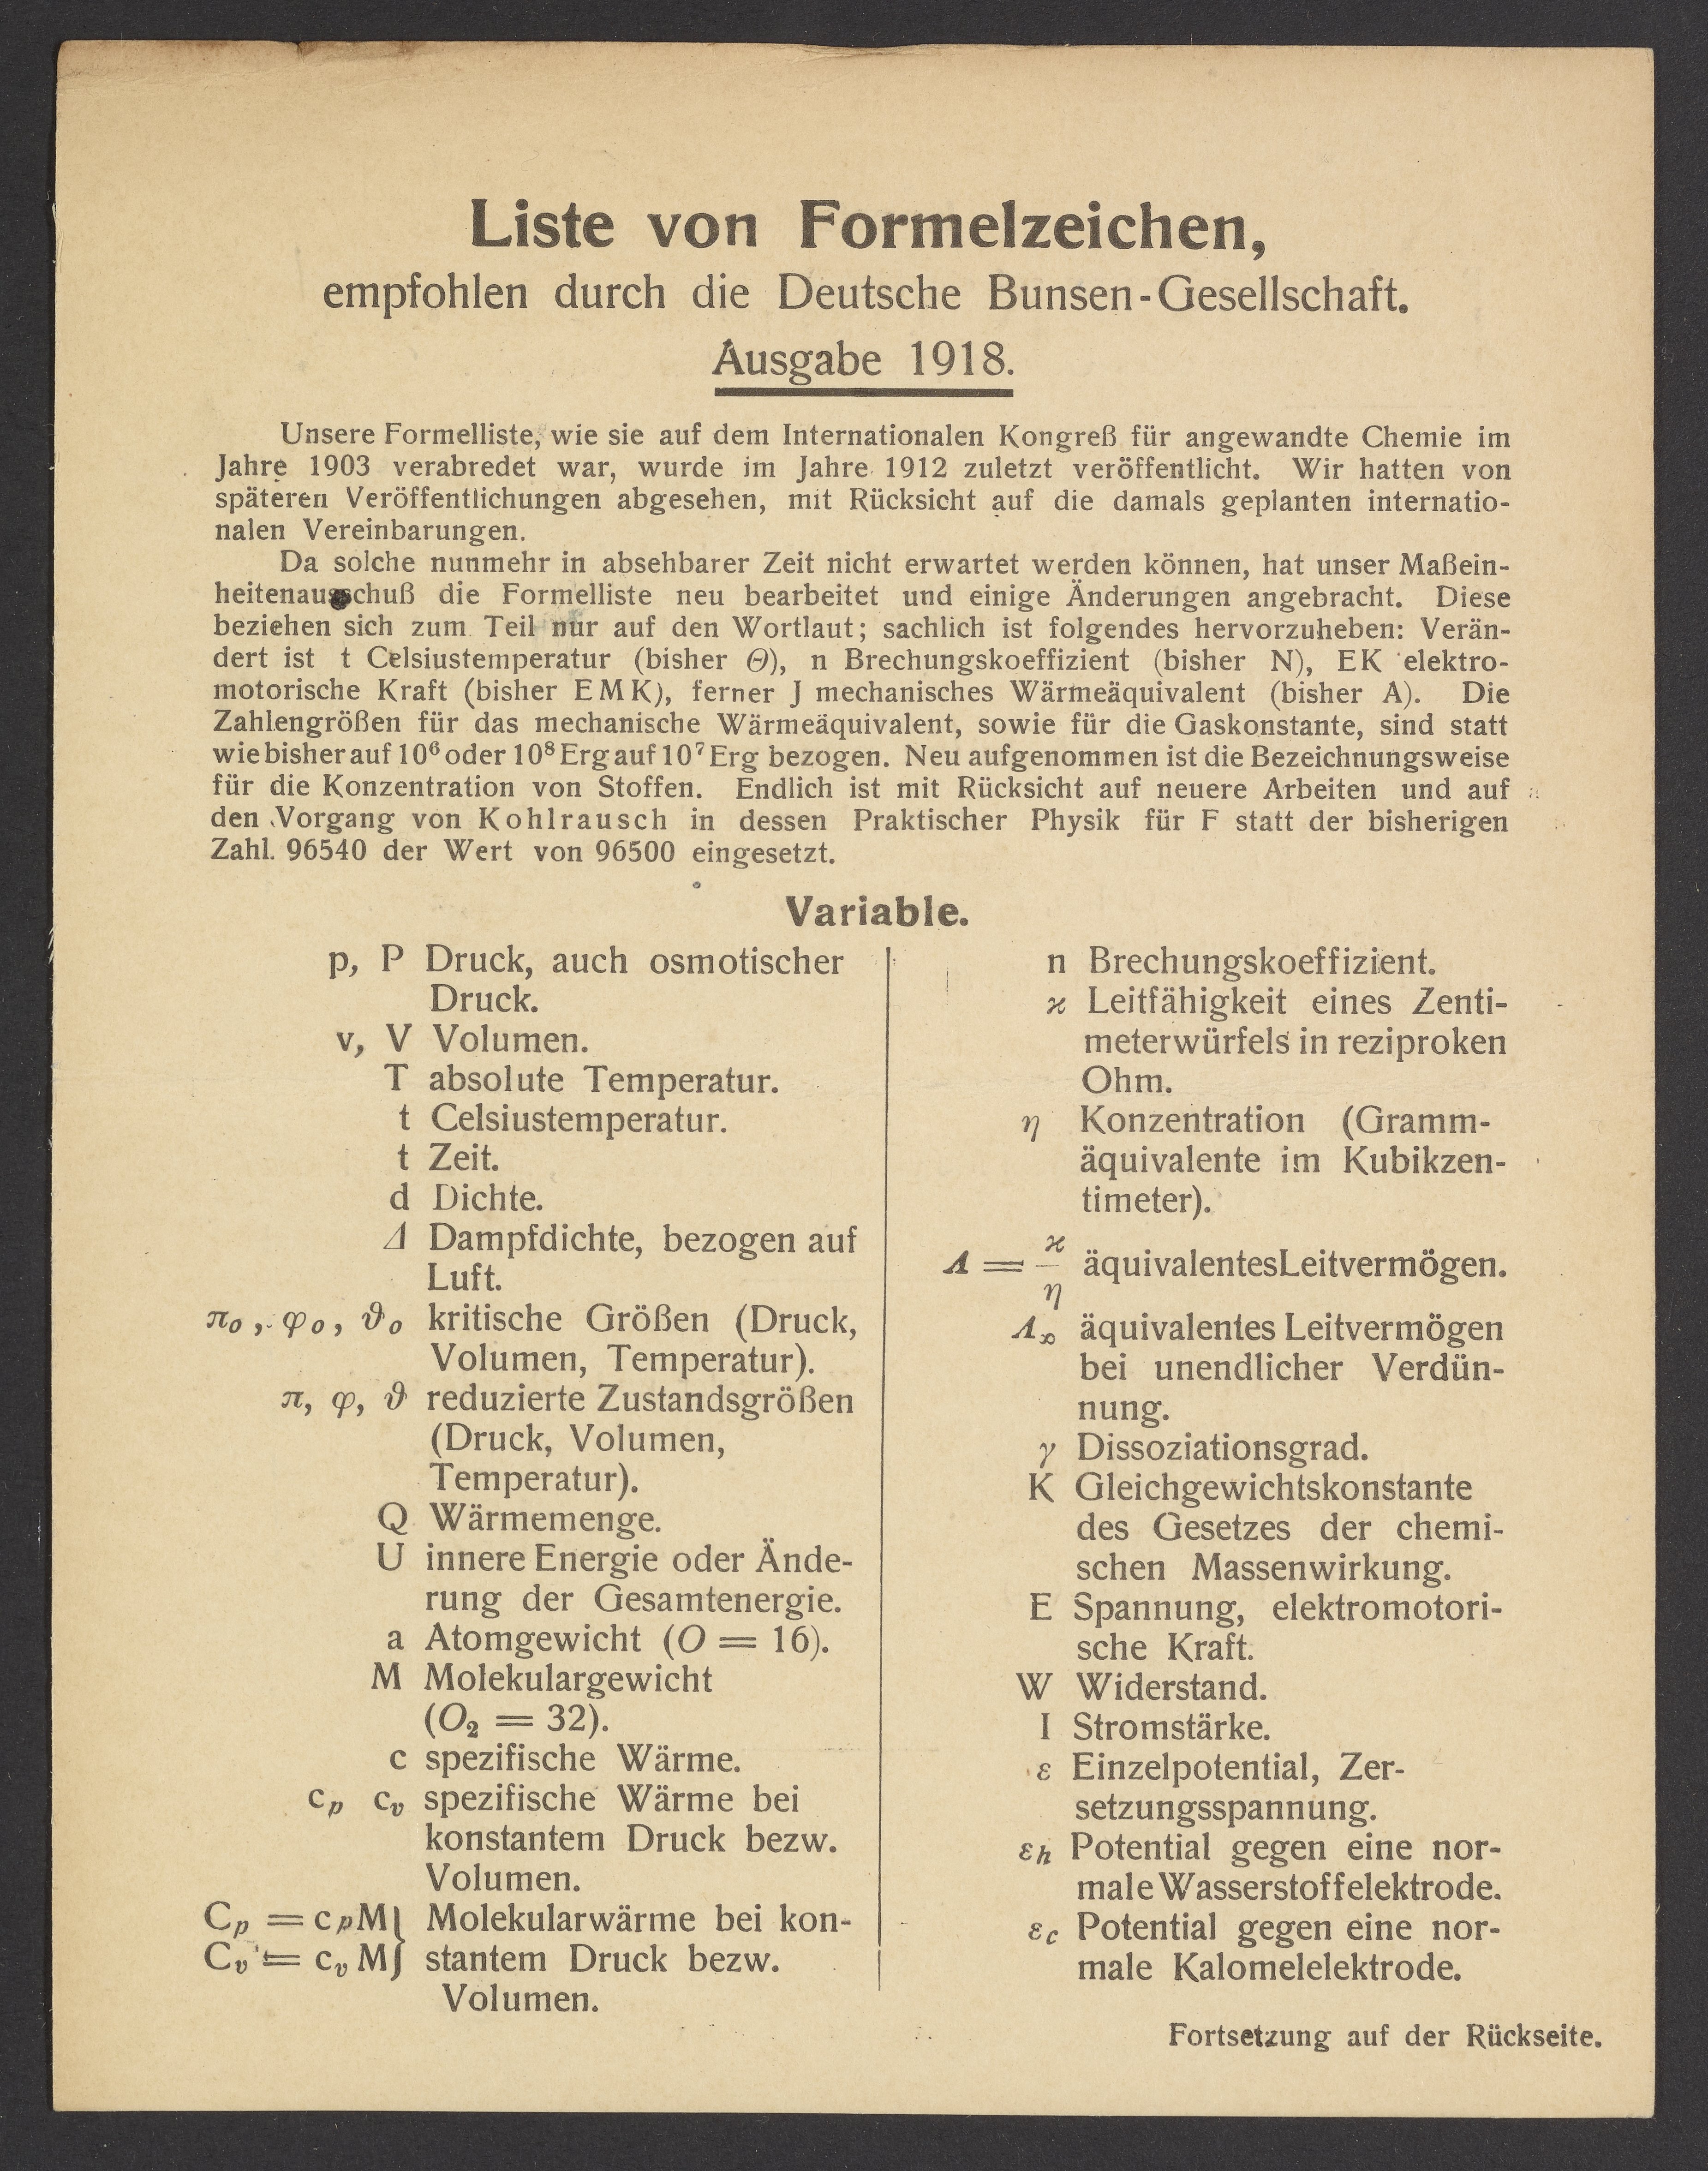 Liste von Formelzeichen,
empfohlen durch die Deutsche Bunsen-Gesellschaft.
Ausgabe 1918.
Unsere Formelliste, wie sie auf dem Internationalen Kongreß für angewandte Chemie im
Jahre 1903 verabredet war, wurde im Jahre 1912 zuletzt veröffentlicht. Wir hatten von
späteren Veröffentlichungen abgesehen, mit Rücksicht auf die damals geplanten internatio-
nalen Vereinbarungen.
Da solche nunmehr in absehbarer Zeit nicht erwartet werden können, hat unser Maßein-
heitenausschuß die Formelliste neu bearbeitet und einige Änderungen angebracht. Diese
beziehen sich zum Teil nur auf den Wortlaut; sachlich ist folgendes hervorzuheben: Verän-
dert ist t Celsiustemperatur (bisher Θ), n Brechungskoeffizient (bisher N), EK elektro-
motorische Kraft (bisher EMK), ferner J mechanisches Wärmeäquivalent (bisher A). Die
Zahlengrößen für das mechanische Wärmeäquivalent, sowie für die Gaskonstante, sind statt
wie bisher auf 10⁶ oder 10⁸ Erg auf 10⁷ Erg bezogen. Neu aufgenommen ist die Bezeichnungsweise
für die Konzentration von Stoffen. Endlich ist mit Rücksicht auf neuere Arbeiten und auf
den Vorgang von Kohlrausch in dessen Praktischer Physik für F statt der bisherigen
Zahl. 96540 der Wert von 96500 eingesetzt.
Variable.
p, P Druck, auch osmotischer
Druck.
v, V Volumen.
T absolute Temperatur.
t Celsiustemperatur.
t Zeit.
d Dichte.
Δ Dampfdichte, bezogen auf
Luft.
π₀, φ₀, ϑ₀ kritische Größen (Druck,
Volumen, Temperatur).
π, φ, ϑ reduzierte Zustandsgrößen
(Druck, Volumen,
Temperatur).
Q Wärmemenge.
U innere Energie oder Ände-
rung der Gesamtenergie.
a Atomgewicht (O = 16).
M Molekulargewicht
(O₂ = 32).
c spezifische Wärme.
cₚ cᵥ spezifische Wärme bei
konstantem Druck bezw.
Volumen.
Cₚ = cₚM} Molekularwärme bei kon-
Cᵥ = cᵥM} stantem Druck bezw.
Volumen.
n Brechungskoeffizient.
ϰ Leitfähigkeit eines Zenti-
meterwürfels in reziproken
Ohm.
η Konzentration (Gramm-
äquivalente im Kubikzen-
timeter).
Λ = ϰ/η äquivalentes Leitvermögen.
Λ∞ äquivalentes Leitvermögen
bei unendlicher Verdün-
nung.
γ Dissoziationsgrad.
K Gleichgewichtskonstante
des Gesetzes der chemi-
schen Massenwirkung.
E Spannung, elektromotori-
sche Kraft.
W Widerstand.
I Stromstärke.
ε Einzelpotential, Zer-
setzungsspannung.
εh Potential gegen eine nor-
male Wasserstoffelektrode.
εc Potential gegen eine nor-
male Kalomelelektrode.
Fortsetzung auf der Rückseite.